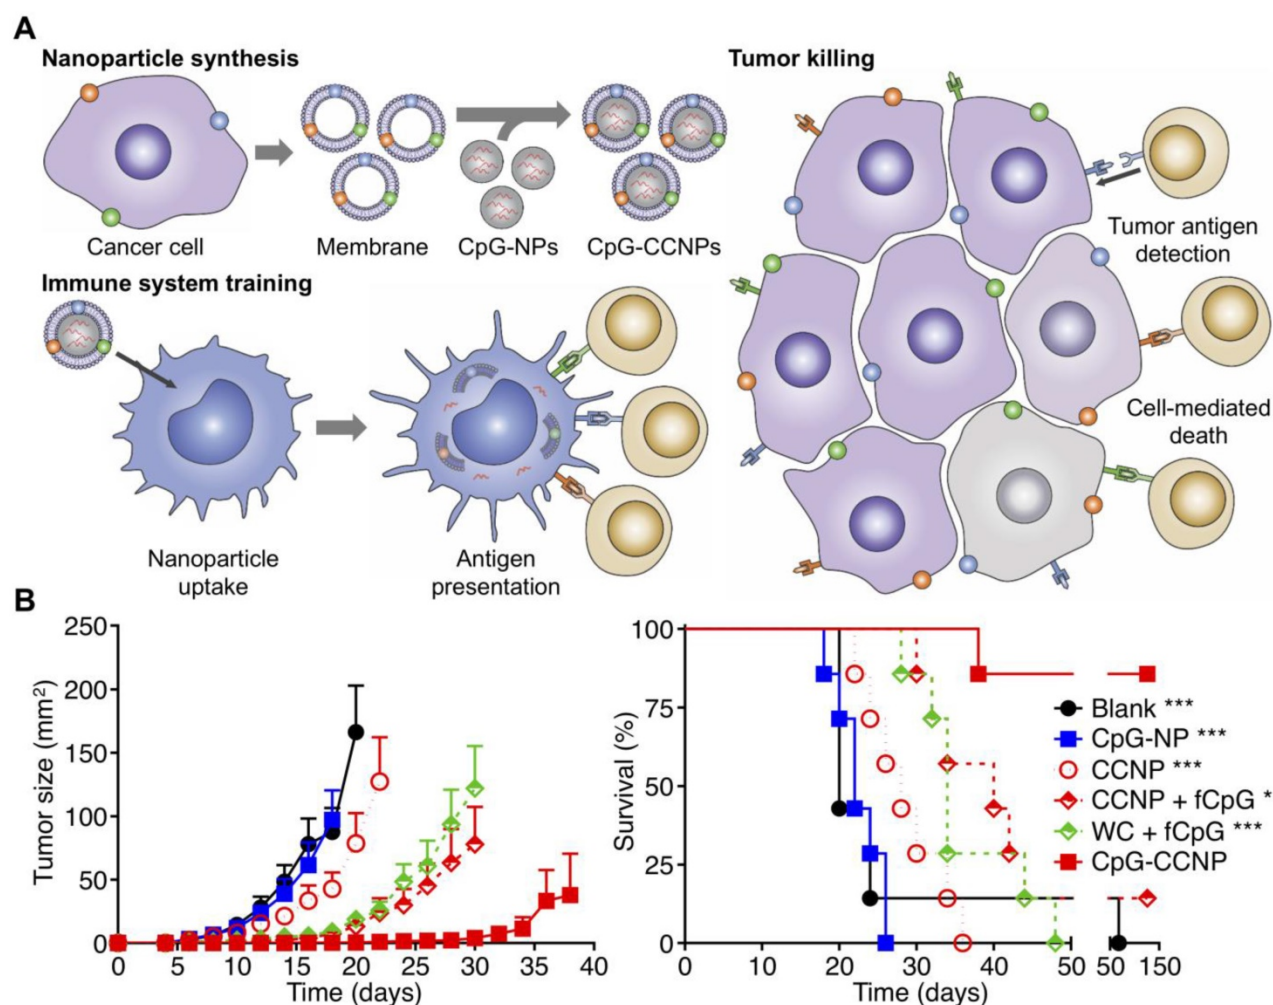 A
Nanoparticle synthesis
Cancer cell
Membrane
CpG-NPs
CpG-CCNPs
Immune system training
Nanoparticle
uptake
Antigen
presentation
Tumor killing
Tumor antigen
detection
Cell-mediated
death
B
Tumor size (mm²)
250
200
150
100
50
0
0 5 10 15 20 30 40
Time (days)
Survival (%)
100
75
50
25
0
0 10 20 30 40 50 50 150
Time (days)
Blank ***
CpG-NP ***
CCNP ***
CCNP + fCpG *
WC + fCpG ***
CpG-CCNP